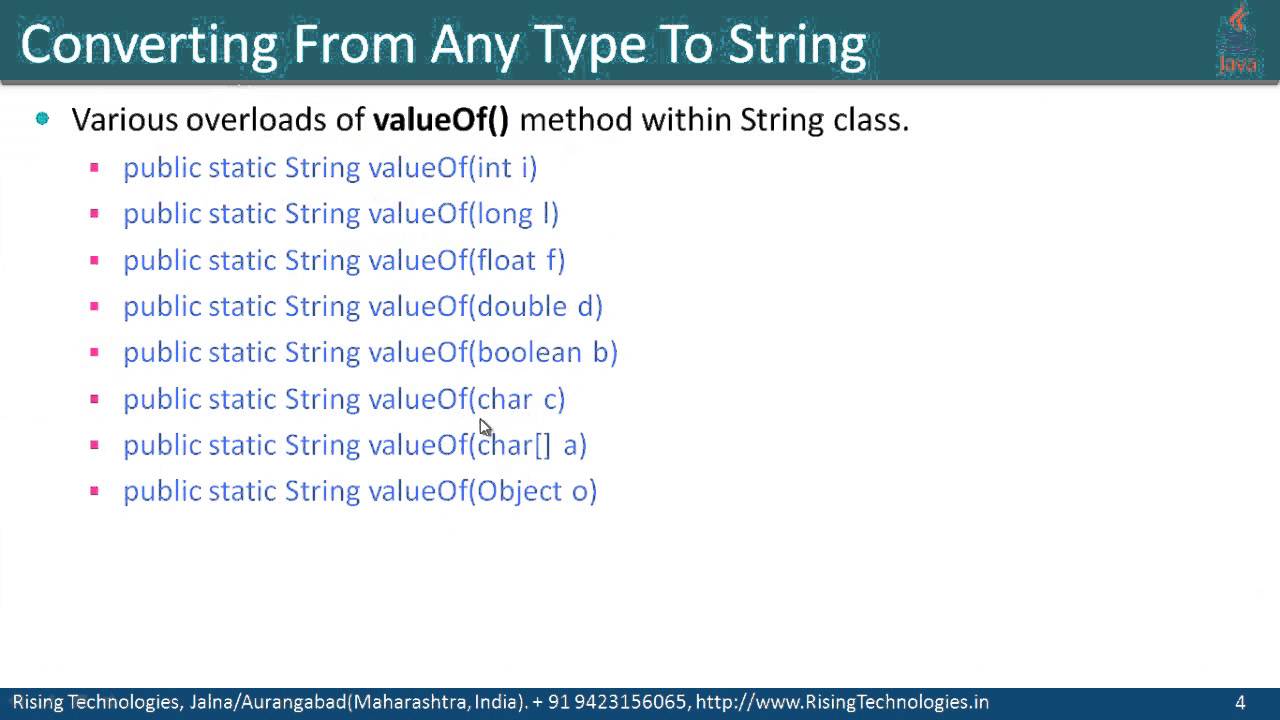 Converting From Any Type To String
Java
Various overloads of valueOf() method within String class.
public static String valueOf(int i)
public static String valueOf(long l)
public static String valueOf(float f)
public static String valueOf(double d)
public static String valueOf(boolean b)
public static String valueOf(char c)
public static String valueOf(char[] a)
public static String valueOf(Object o)
Rising Technologies, Jalna/Aurangabad(Maharashtra,India). + 91 9423156065, http://www.RisingTechnologies.in 4